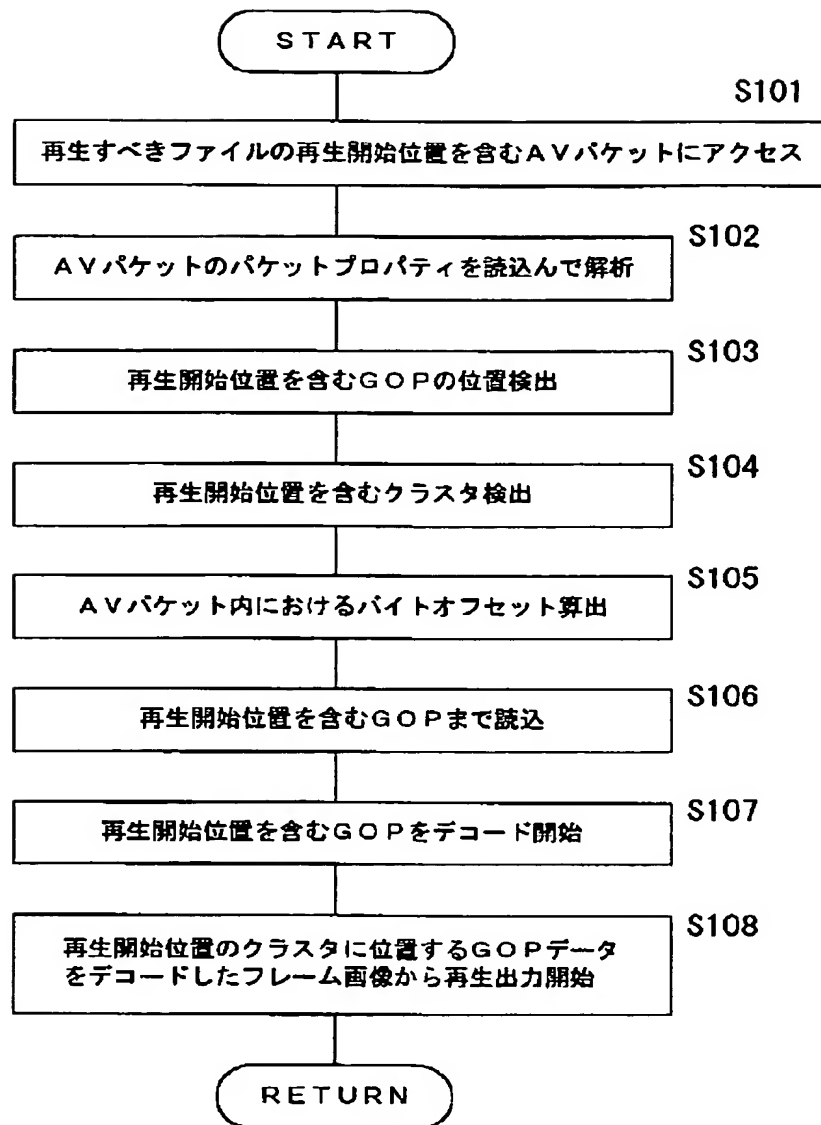 START
S101
再生すべきファイルの再生開始位置を含むAVパケットにアクセス
S102
AVパケットのパケットプロパティを読込んで解析
S103
再生開始位置を含むGOPの位置検出
S104
再生開始位置を含むクラスタ検出
S105
AVパケット内におけるバイトオフセット算出
S106
再生開始位置を含むGOPまで読込
S107
再生開始位置を含むGOPをデコード開始
S108
再生開始位置のクラスタに位置するGOPデータ
をデコードしたフレーム画像から再生出力開始
RETURN